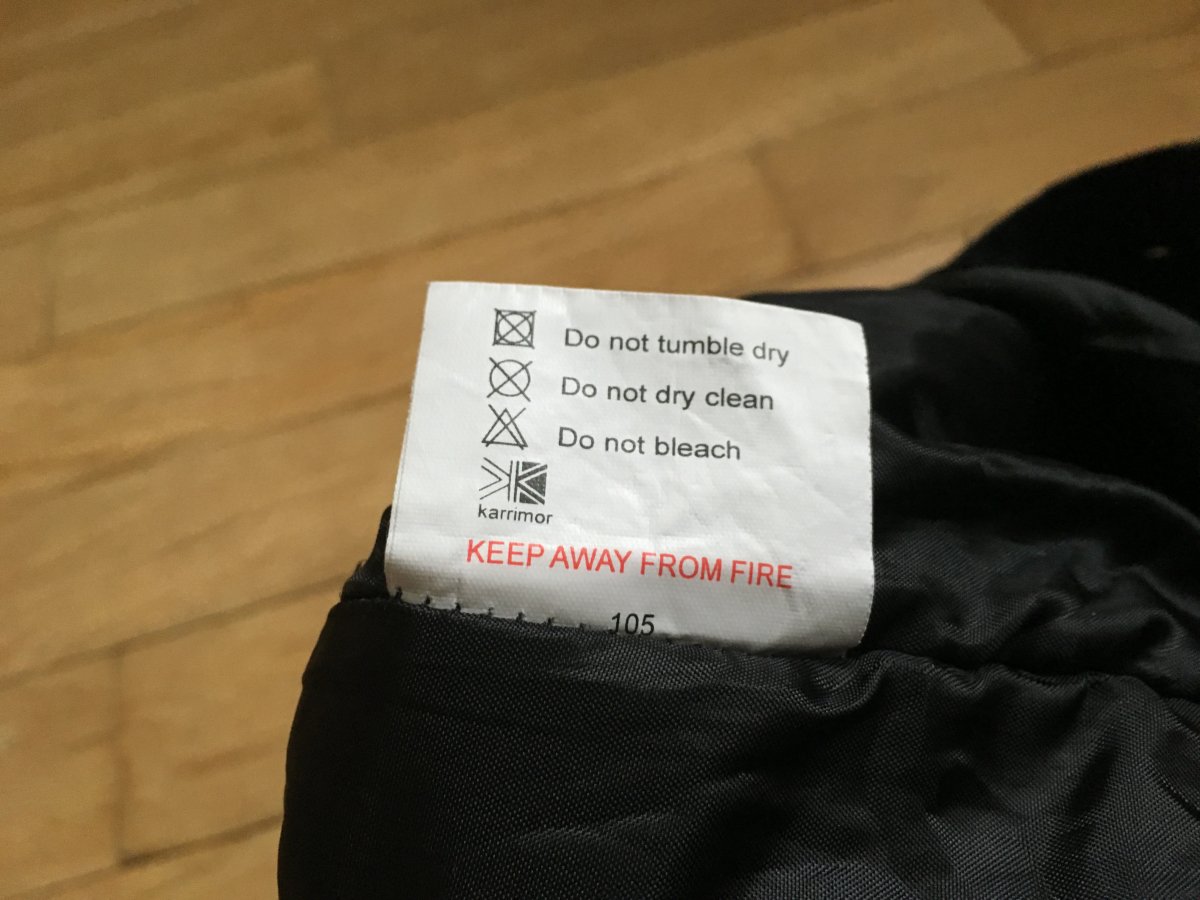 Do not tumble dry
Do not dry clean
Do not bleach
karrimor
KEEP AWAY FROM FIRE
105